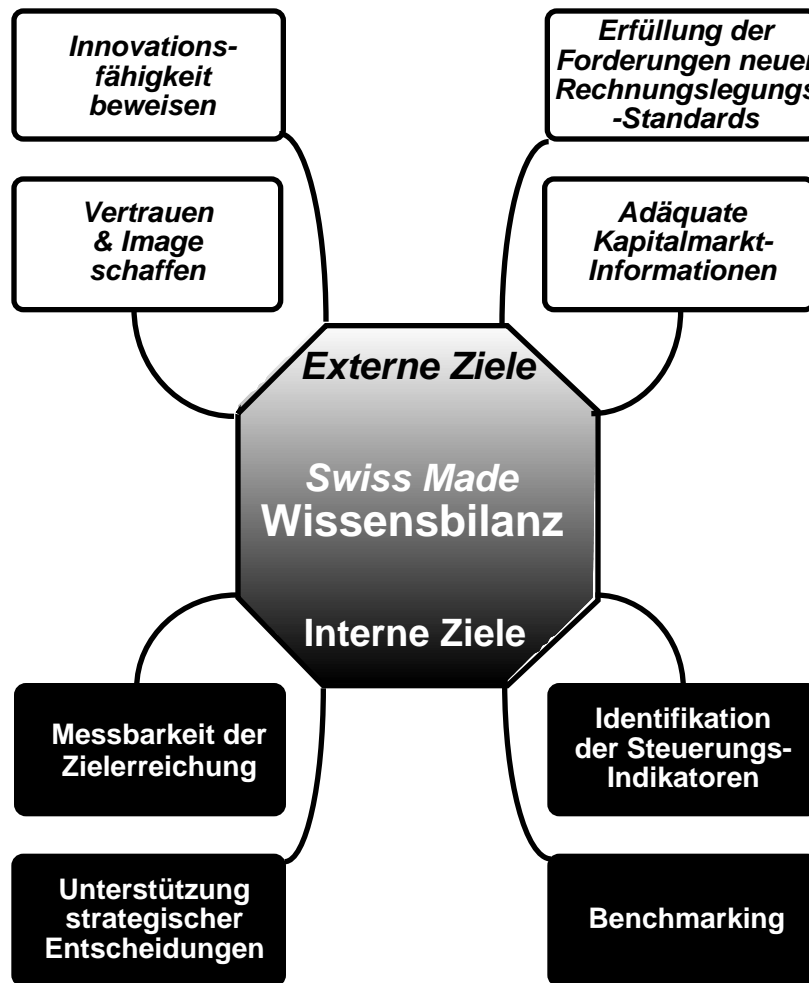 Innovations-
fähigkeit
beweisen
Erfüllung der
Forderungen neuer
Rechnungslegungs
-Standards
Vertrauen
& Image
schaffen
Adäquate
Kapitalmarkt-
Informationen
Externe Ziele
Swiss Made
Wissensbilanz
Interne Ziele
Messbarkeit der
Zielerreichung
Identifikation
der Steuerungs-
Indikatoren
Unterstützung
strategischer
Entscheidungen
Benchmarking